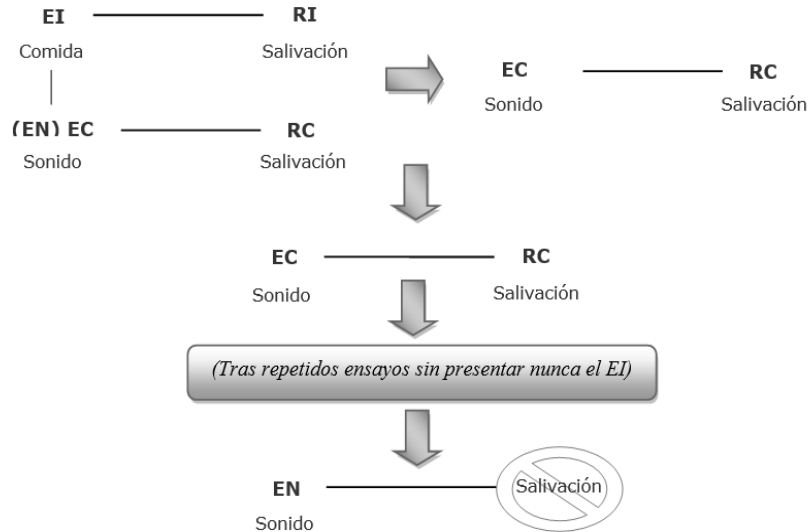 EI RI
Comida Salivación
EC RC
Sonido Salivación
(EN) EC RC
Sonido Salivación
EC RC
Sonido Salivación
(Tras repetidos ensayos sin presentar nunca el EI)
EN Salivación
Sonido